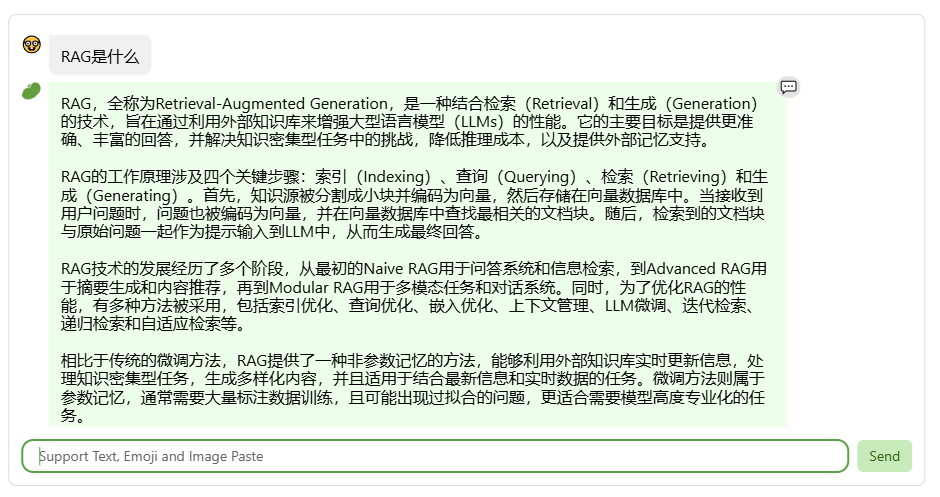 RAG是什么
RAG，全称为Retrieval-Augmented Generation，是一种结合检索（Retrieval）和生成（Generation）
的技术，旨在通过利用外部知识库来增强大型语言模型（LLMs）的性能。它的主要目标是提供更准
确、丰富的回答，并解决知识密集型任务中的挑战，降低推理成本，以及提供外部记忆支持。
RAG的工作原理涉及四个关键步骤：索引（Indexing）、查询（Querying）、检索（Retrieving）和生
成（Generating）。首先，知识源被分割成小块并编码为向量，然后存储在向量数据库中。当接收到
用户问题时，问题也被编码为向量，并在向量数据库中查找最相关的文档块。随后，检索到的文档块
与原始问题一起作为提示输入到LLM中，从而生成最终回答。
RAG技术的发展经历了多个阶段，从最初的Naive RAG用于问答系统和信息检索，到Advanced RAG用
于摘要生成和内容推荐，再到Modular RAG用于多模态任务和对话系统。同时，为了优化RAG的性
能，有多种方法被采用，包括索引优化、查询优化、嵌入优化、上下文管理、LLM微调、迭代检索、
递归检索和自适应检索等。
相比于传统的微调方法，RAG提供了一种非参数记忆的方法，能够利用外部知识库实时更新信息，处
理知识密集型任务，生成多样化内容，并且适用于结合最新信息和实时数据的任务。微调方法则属于
参数记忆，通常需要大量标注数据训练，且可能出现过拟合的问题，更适合需要模型高度专业化的任
务。
Support Text, Emoji and Image Paste
Send